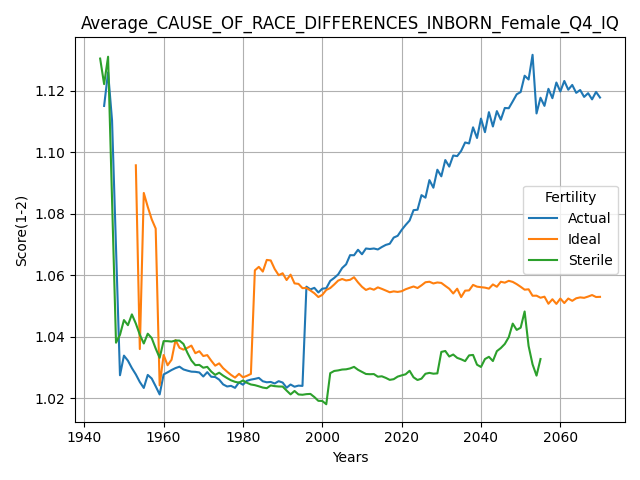 Average_CAUSE_OF_RACE_DIFFERENCES_INBORN_Female_Q4_IQ
Score(1-2)
1.12
1.10
1.08
1.06
1.04
1.02
Fertility
Actual
Ideal
Sterile
1940 1960 1980 2000 2020 2040 2060
Years